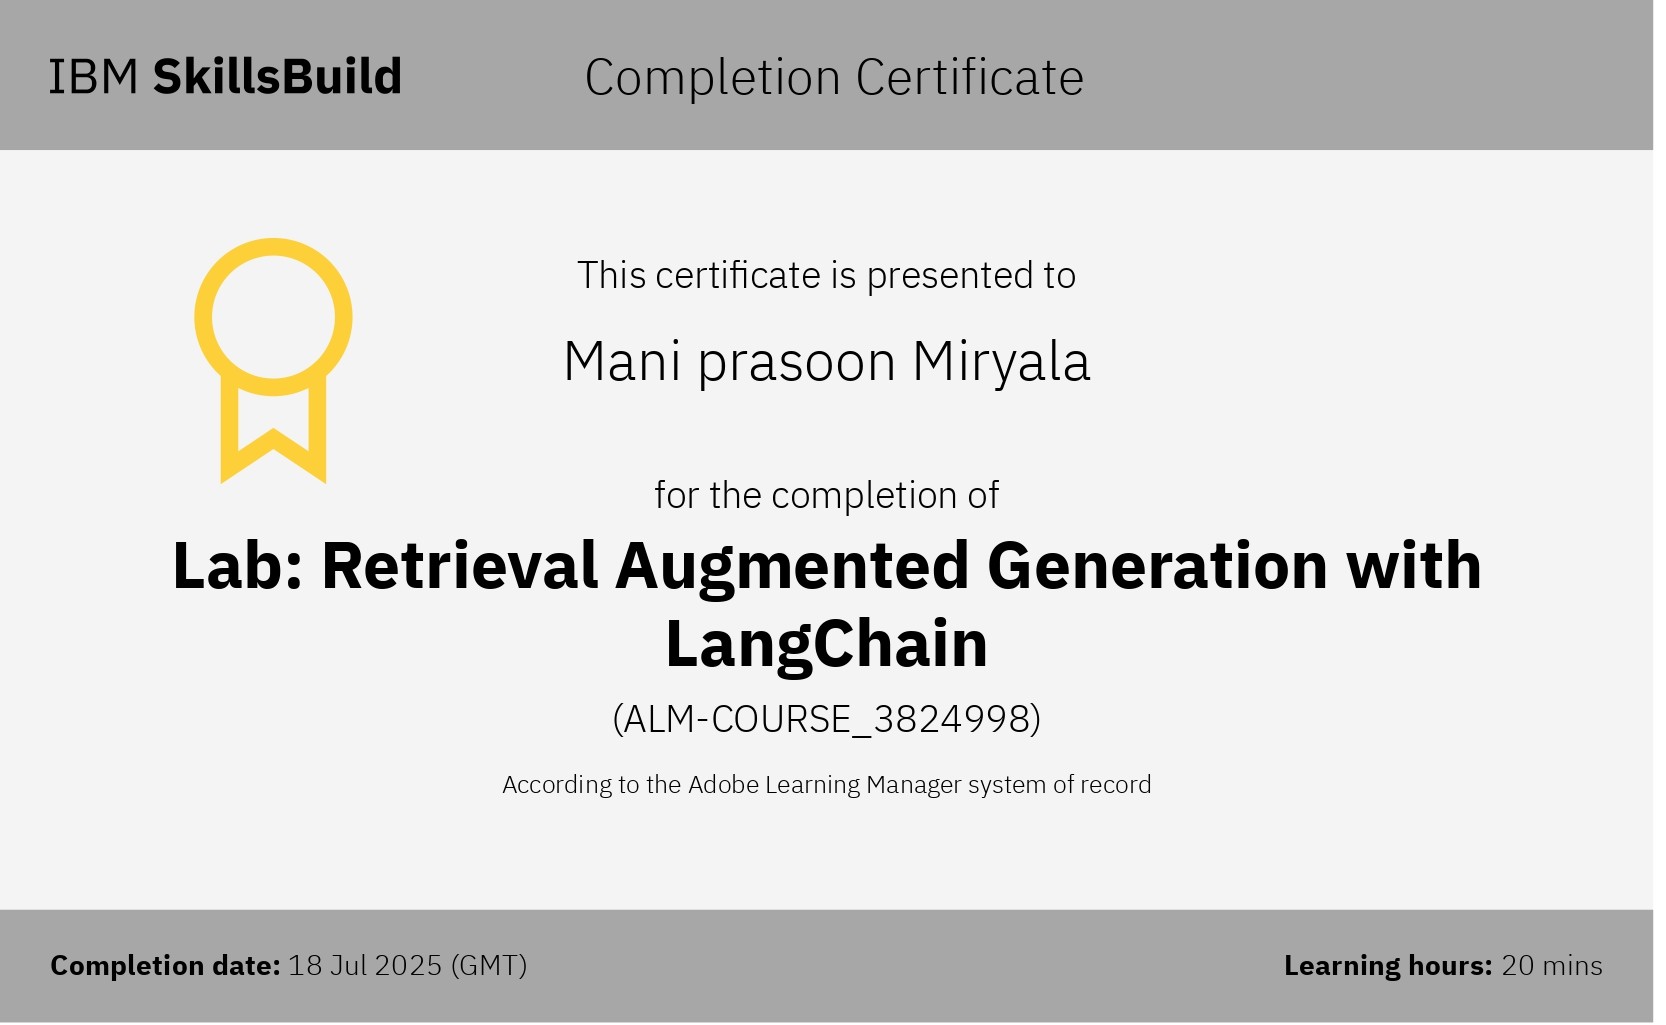 IBM SkillsBuild
Completion Certificate
This certificate is presented to
Mani prasoon Miryala
for the completion of
Lab: Retrieval Augmented Generation with
LangChain
(ALM-COURSE_3824998)
According to the Adobe Learning Manager system of record
Completion date: 18 Jul 2025 (GMT)
Learning hours: 20 mins